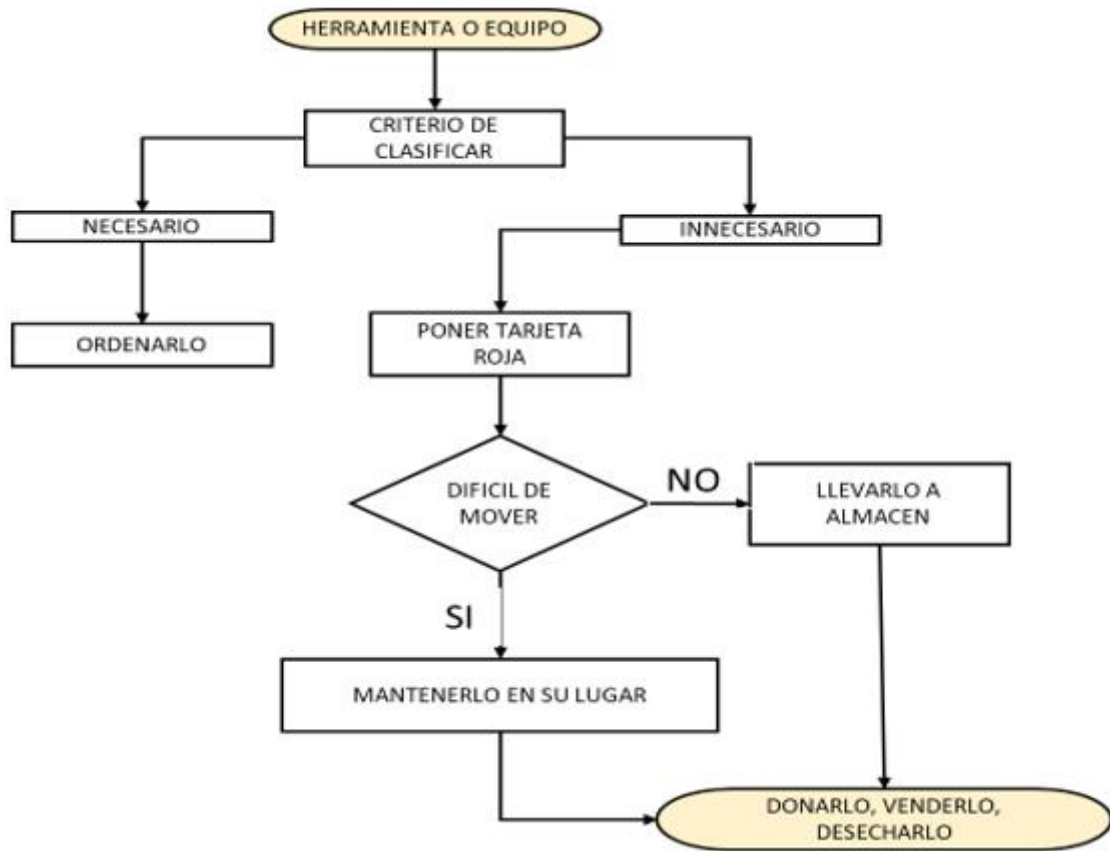 HERRAMIENTA O EQUIPO
CRITERIO DE
CLASIFICAR
NECESARIO
INNECESARIO
ORDENARLO
PONER TARJETA
ROJA
DIFICIL DE
MOVER
NO
LLEVARLO A
ALMACEN
SI
MANTENERLO EN SU LUGAR
DONARLO, VENDERLO,
DESECHARLO